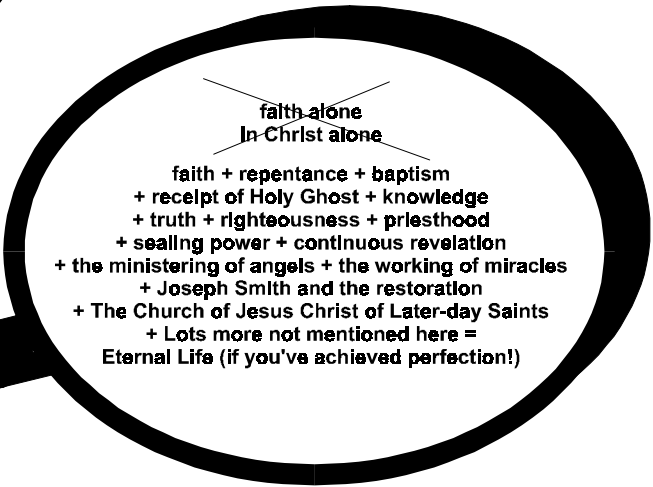 faith alone
In Christ alone
faith + repentance + baptism
+ receipt of Holy Ghost + knowledge
+ truth + righteousness + priesthood
+ sealing power + continuous revelation
+ the ministering of angels + the working of miracles
+ Joseph Smith and the restoration
+ The Church of Jesus Christ of Later-day Saints
+ Lots more not mentioned here =
Eternal Life (if you've achieved perfection!)